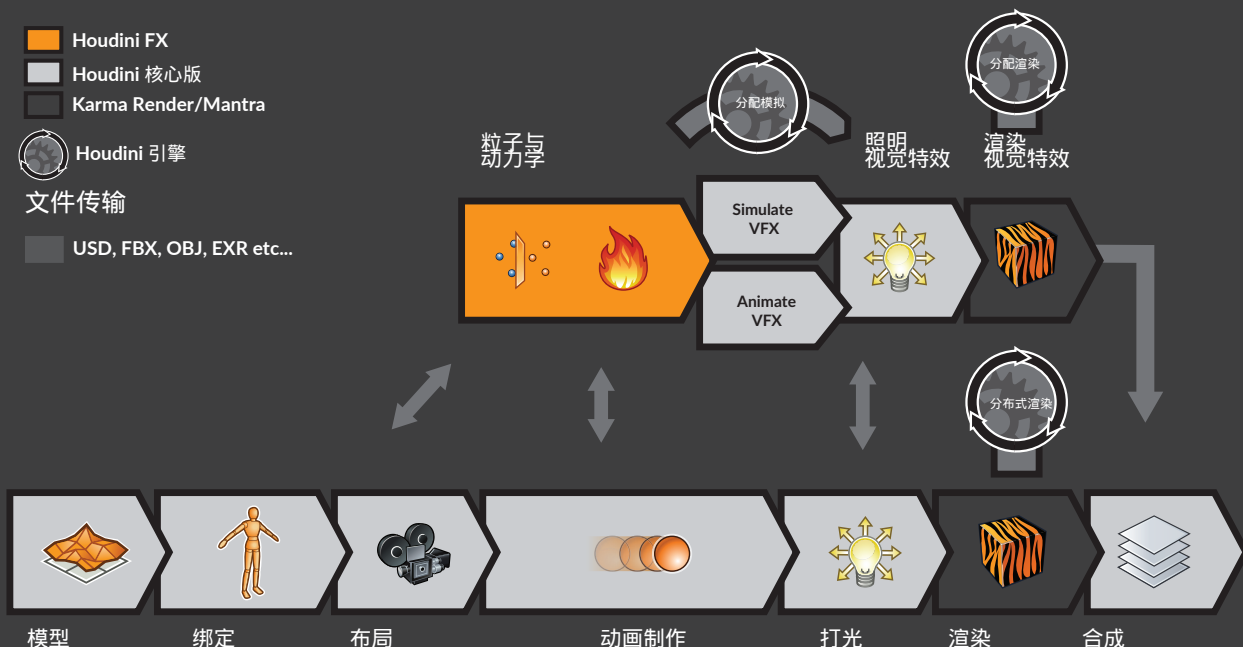 Houdini FX
Houdini 核心版
Karma Render/Mantra
Houdini 引擎
文件传输
USD, FBX, OBJ, EXR etc...
分配模拟
分配渲染
粒子与
动力学
照明
视觉特效
渲染
视觉特效
Simulate
VFX
Animate
VFX
分布式渲染
模型
绑定
布局
动画制作
打光
渲染
合成